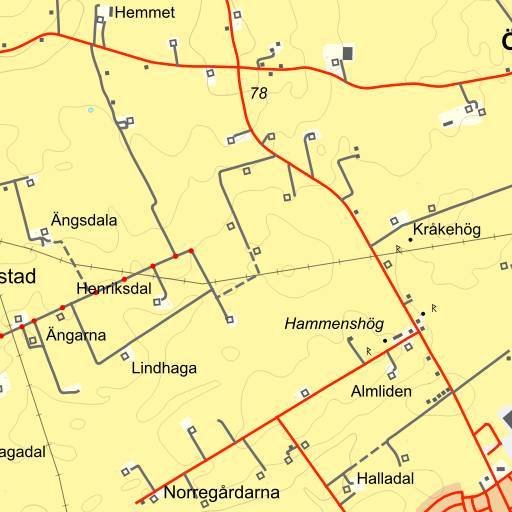 Hemmet
Ö
78
Ängsdala
Kråkehög
R
stad
Henriksdal
R
Hammenshög
Ängarna
R
Lindhaga
Almliden
agadal
Halladal
Norregårdarna